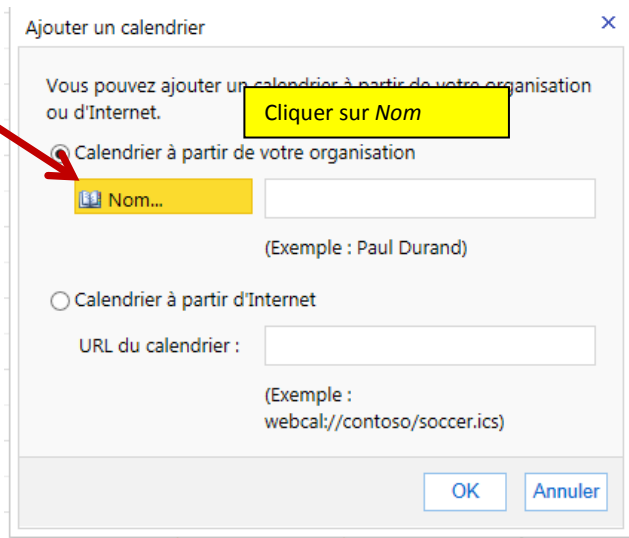 Ajouter un calendrier
Vous pouvez ajouter un calendrier à partir de votre organisation
ou d'Internet.
Cliquer sur Nom
Calendrier à partir de votre organisation
Nom...
(Exemple : Paul Durand)
Calendrier à partir d'Internet
URL du calendrier :
(Exemple :
webcal://contoso/soccer.ics)
OK Annuler